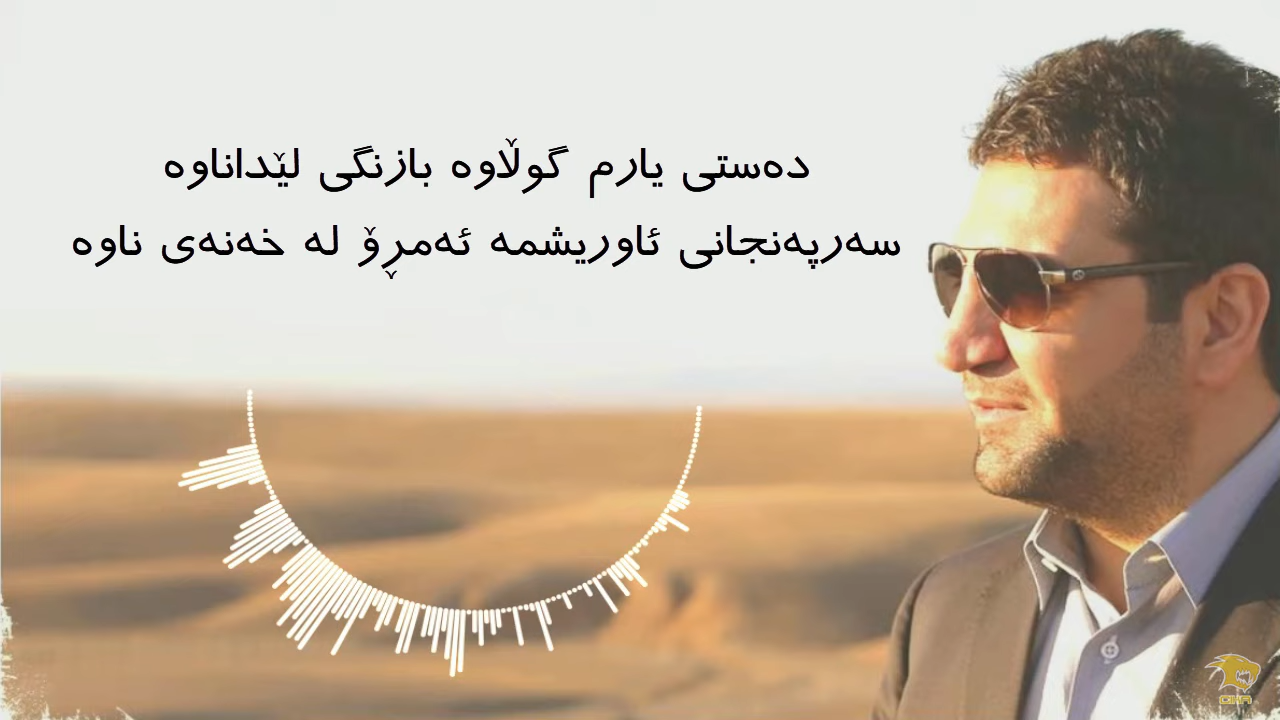 دەستی یارم گوڵاوە بازنگی لێداناوە
سەرپەنجانی ئاوریشمە ئەمڕۆ لە خەنەی ناوە